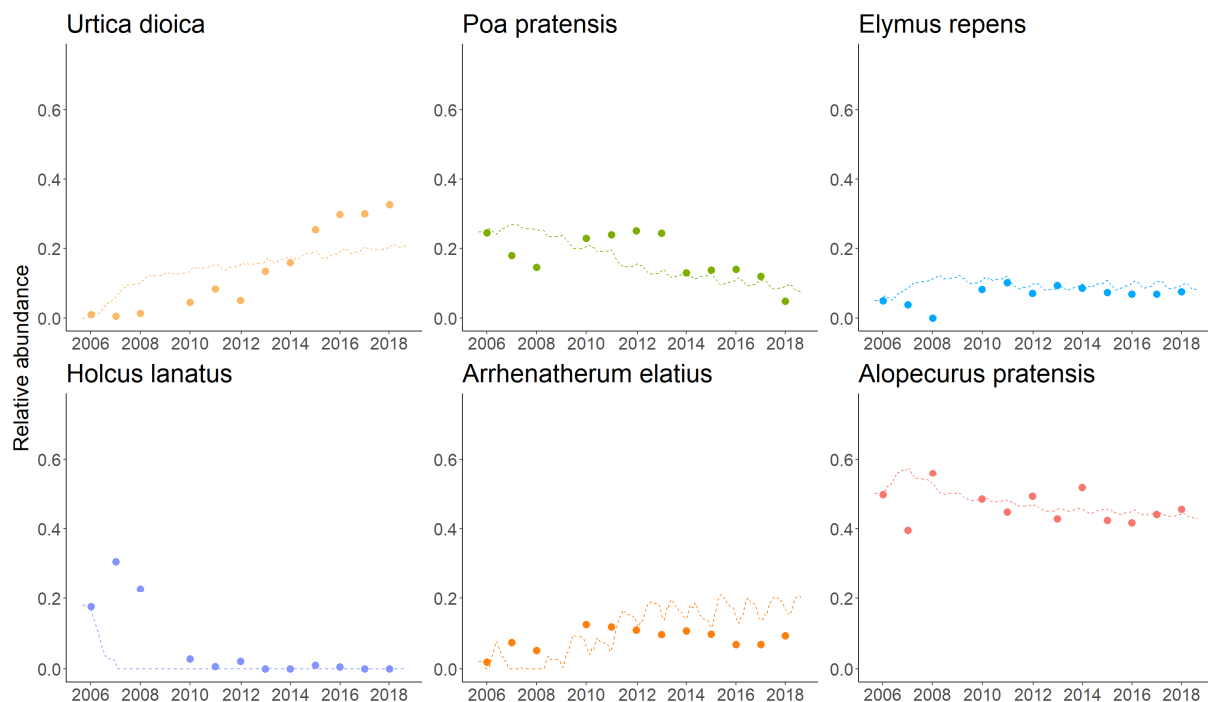 Urtica dioica
Poa pratensis
Elymus repens
0.6
0.4
0.2
0.0
0.6
0.4
0.2
0.0
0.6
0.4
0.2
0.0
2006 2008 2010 2012 2014 2016 2018
2006 2008 2010 2012 2014 2016 2018
2006 2008 2010 2012 2014 2016 2018
Relative abundance
Holcus lanatus
Arrhenatherum elatius
Alopecurus pratensis
0.6
0.4
0.2
0.0
0.6
0.4
0.2
0.0
0.6
0.4
0.2
0.0
2006 2008 2010 2012 2014 2016 2018
2006 2008 2010 2012 2014 2016 2018
2006 2008 2010 2012 2014 2016 2018